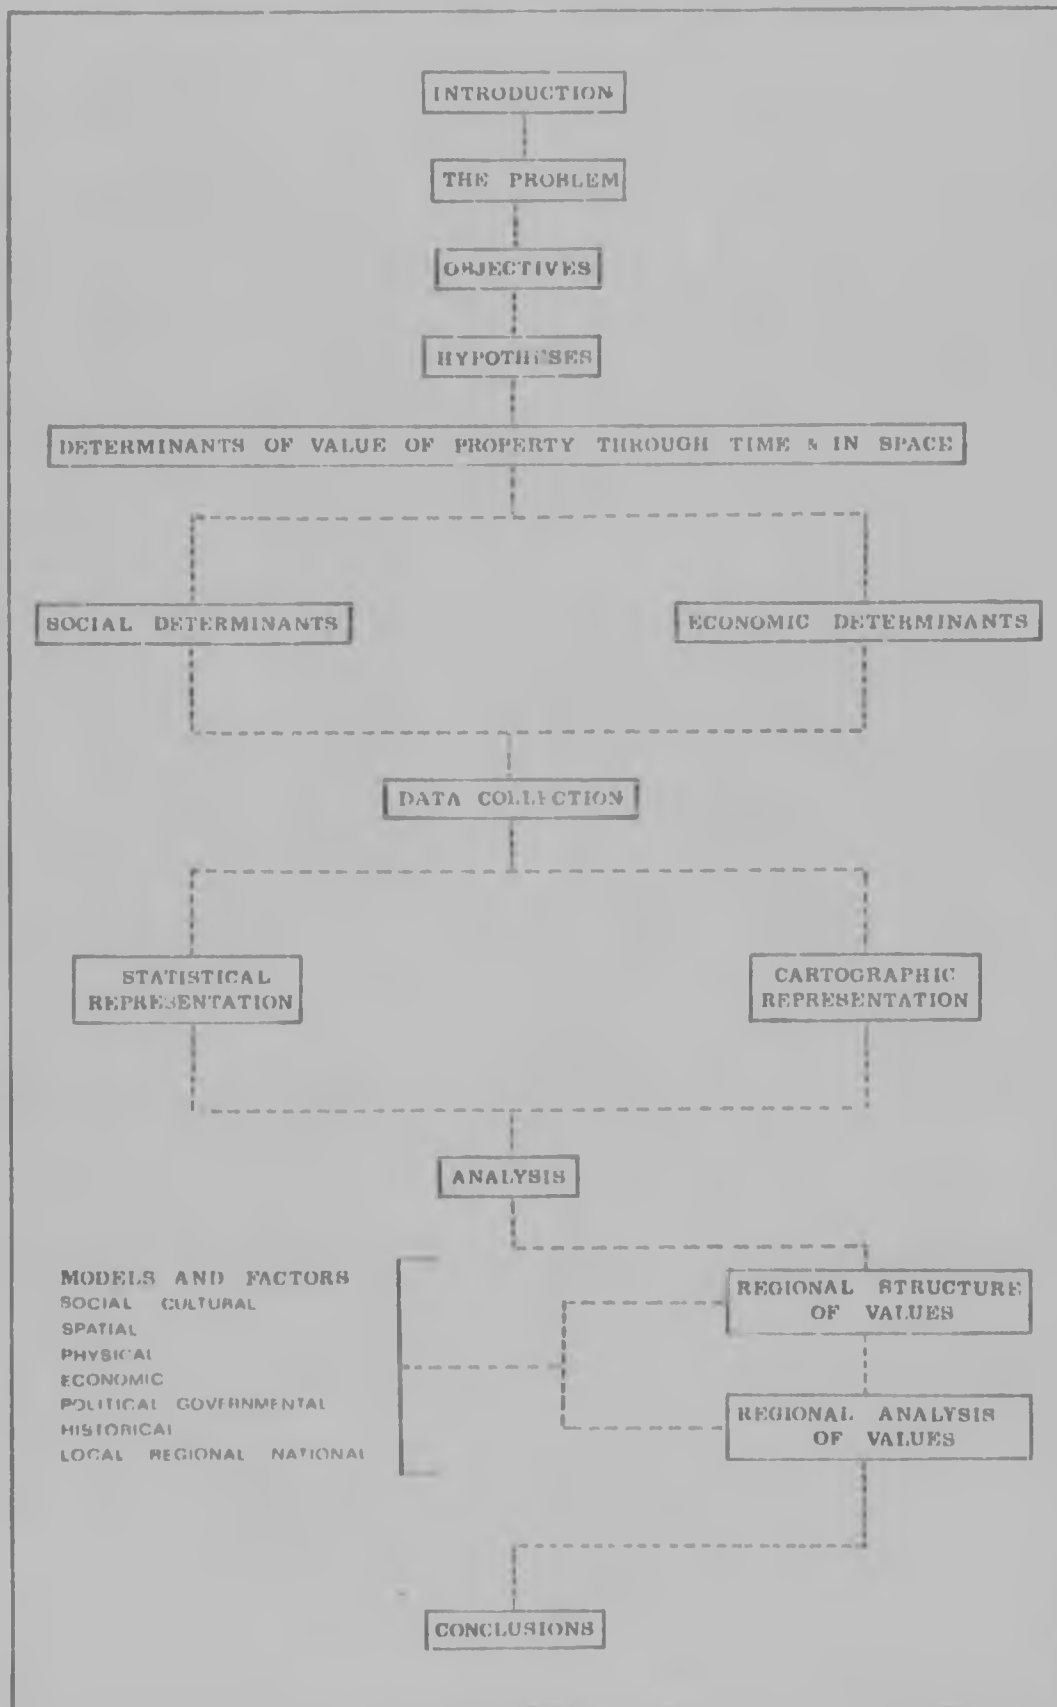 INTRODUCTION
THE PROBLEM
OBJECTIVES
HYPOTHESES
DETERMINANTS OF VALUE OF PROPERTY THROUGH TIME & IN SPACE
SOCIAL DETERMINANTS
ECONOMIC DETERMINANTS
DATA COLLECTION
STATISTICAL
REPRESENTATION
CARTOGRAPHIC
REPRESENTATION
ANALYSIS
MODELS AND FACTORS
SOCIAL CULTURAL
SPATIAL
PHYSICAL
ECONOMIC
POLITICAL GOVERNMENTAL
HISTORICAL
LOCAL REGIONAL NATIONAL
REGIONAL STRUCTURE
OF VALUES
REGIONAL ANALYSIS
OF VALUES
CONCLUSIONS